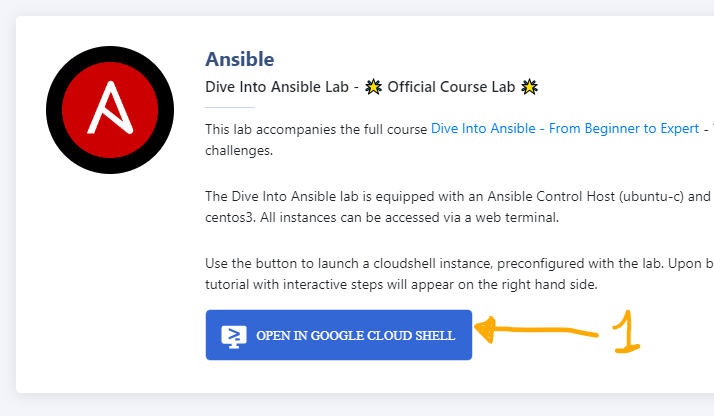 Ansible
Dive Into Ansible Lab - 🌟 Official Course Lab 🌟
This lab accompanies the full course Dive Into Ansible - From Beginner to Expert -
challenges.
The Dive Into Ansible lab is equipped with an Ansible Control Host (ubuntu-c) and
centos3. All instances can be accessed via a web terminal.
Use the button to launch a cloudshell instance, preconfigured with the lab. Upon b
tutorial with interactive steps will appear on the right hand side.
OPEN IN GOOGLE CLOUD SHELL
1